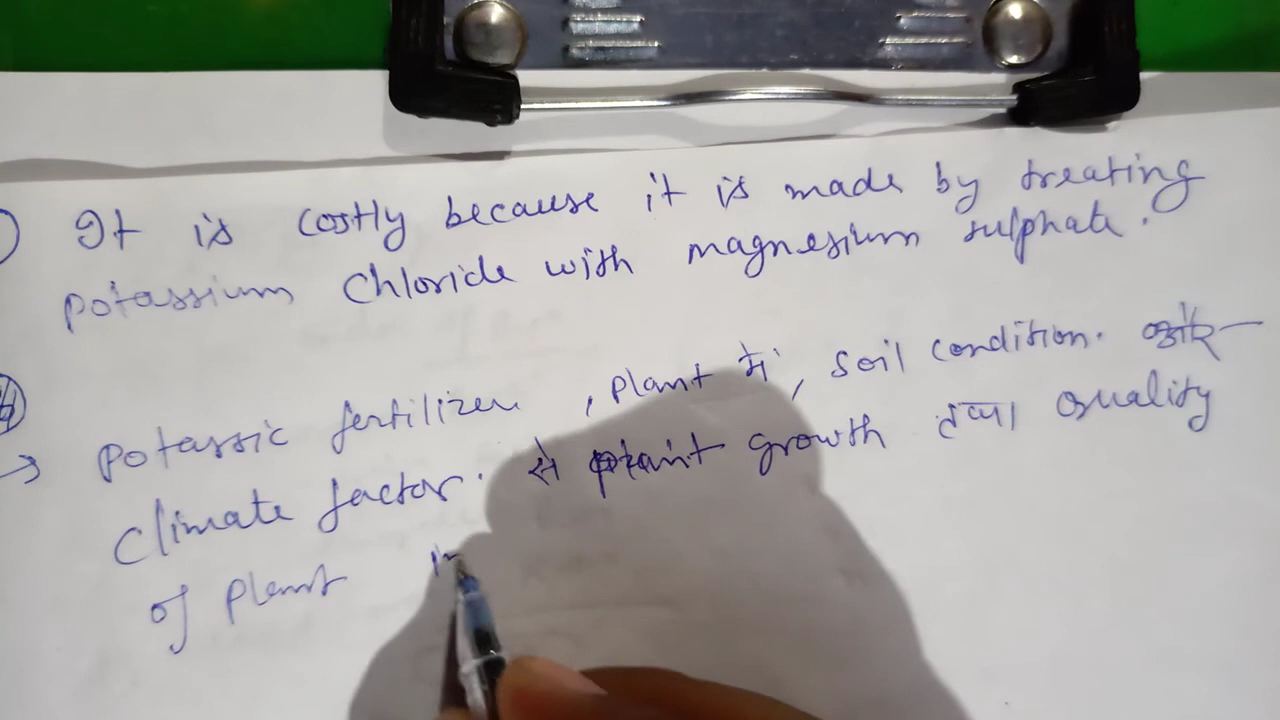 It is costly because it is made by treating
potassium chloride with magnesium sulphate.
→ potassic fertilizer , plant में, soil condition.
climate factor. से plant growth तथा quality
of plant